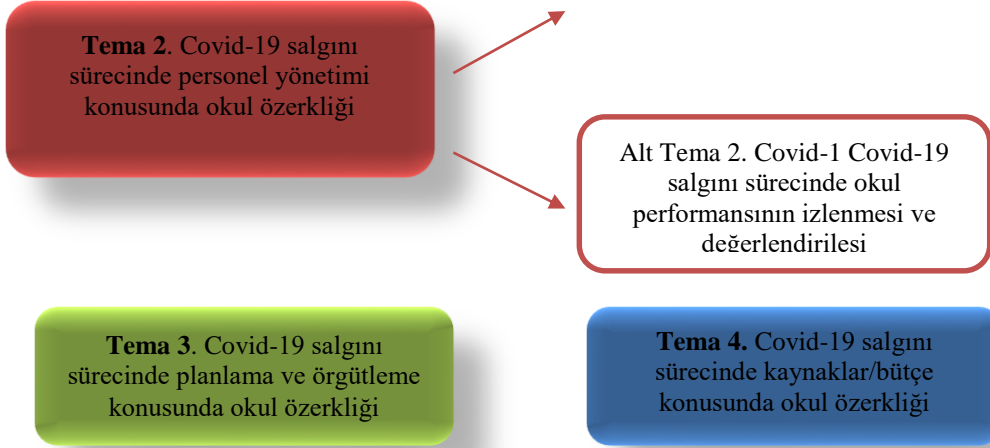 Tema 2. Covid-19 salgını
sürecinde personel yönetimi
konusunda okul özerkliği
Alt Tema 2. Covid-1 Covid-19
salgını sürecinde okul
performansının izlenmesi ve
değerlendirilesi
Tema 3. Covid-19 salgını
sürecinde planlama ve örgütleme
konusunda okul özerkliği
Tema 4. Covid-19 salgını
sürecinde kaynaklar/bütçe
konusunda okul özerkliği